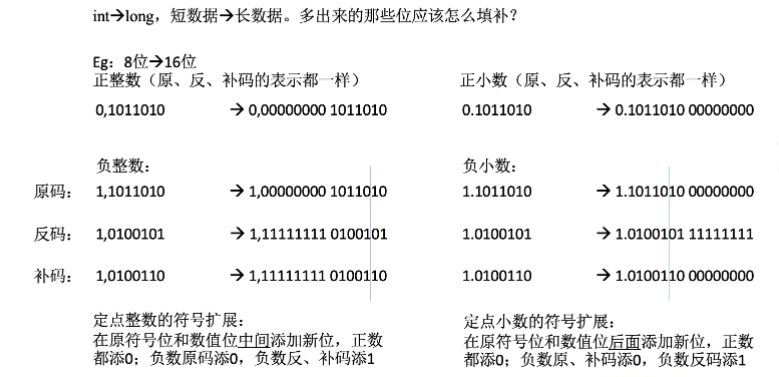 int→long，短数据→长数据。多出来的那些位应该怎么填补？
Eg：8位→16位
正整数（原、反、补码的表示都一样）
正小数（原、反、补码的表示都一样）
0,1011010 → 0,00000000 1011010
0.1011010 → 0.1011010 00000000
负整数：
负小数：
原码： 1,1011010 → 1,00000000 1011010
1.1011010 → 1.1011010 00000000
反码： 1,0100101 → 1,11111111 0100101
1.0100101 → 1.0100101 11111111
补码： 1,0100110 → 1,11111111 0100110
1.0100110 → 1.0100110 00000000
定点整数的符号扩展：
在原符号位和数值位中间添加新位，正数
都添0；负数原码添0，负数反、补码添1
定点小数的符号扩展：
在原符号位和数值位后面添加新位，正数
都添0；负数原、补码添0，负数反码添1